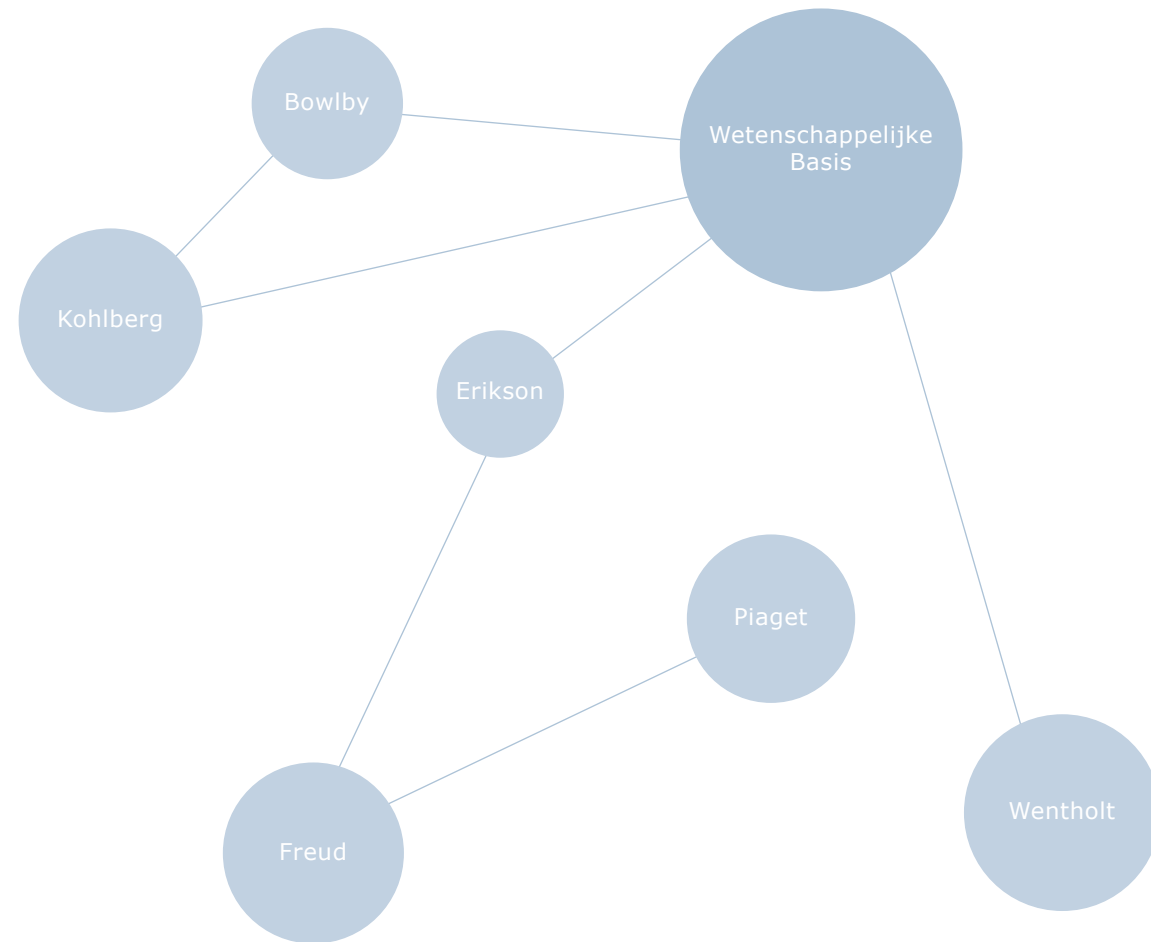 Bowlby
Wetenschappelijke
Basis
Kohlberg
Erikson
Piaget
Wentholt
Freud